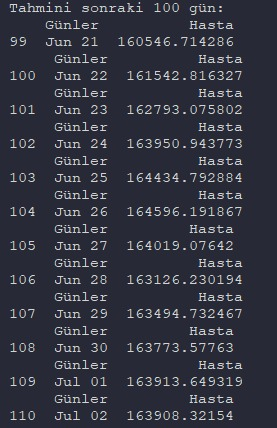 Tahmini sonraki 100 gün:
Günler Hasta
99 Jun 21 160546.714286
Günler Hasta
100 Jun 22 161542.816327
Günler Hasta
101 Jun 23 162793.075802
Günler Hasta
102 Jun 24 163950.943773
Günler Hasta
103 Jun 25 164434.792884
Günler Hasta
104 Jun 26 164596.191867
Günler Hasta
105 Jun 27 164019.07642
Günler Hasta
106 Jun 28 163126.230194
Günler Hasta
107 Jun 29 163494.732467
Günler Hasta
108 Jun 30 163773.57763
Günler Hasta
109 Jul 01 163913.649319
Günler Hasta
110 Jul 02 163908.32154